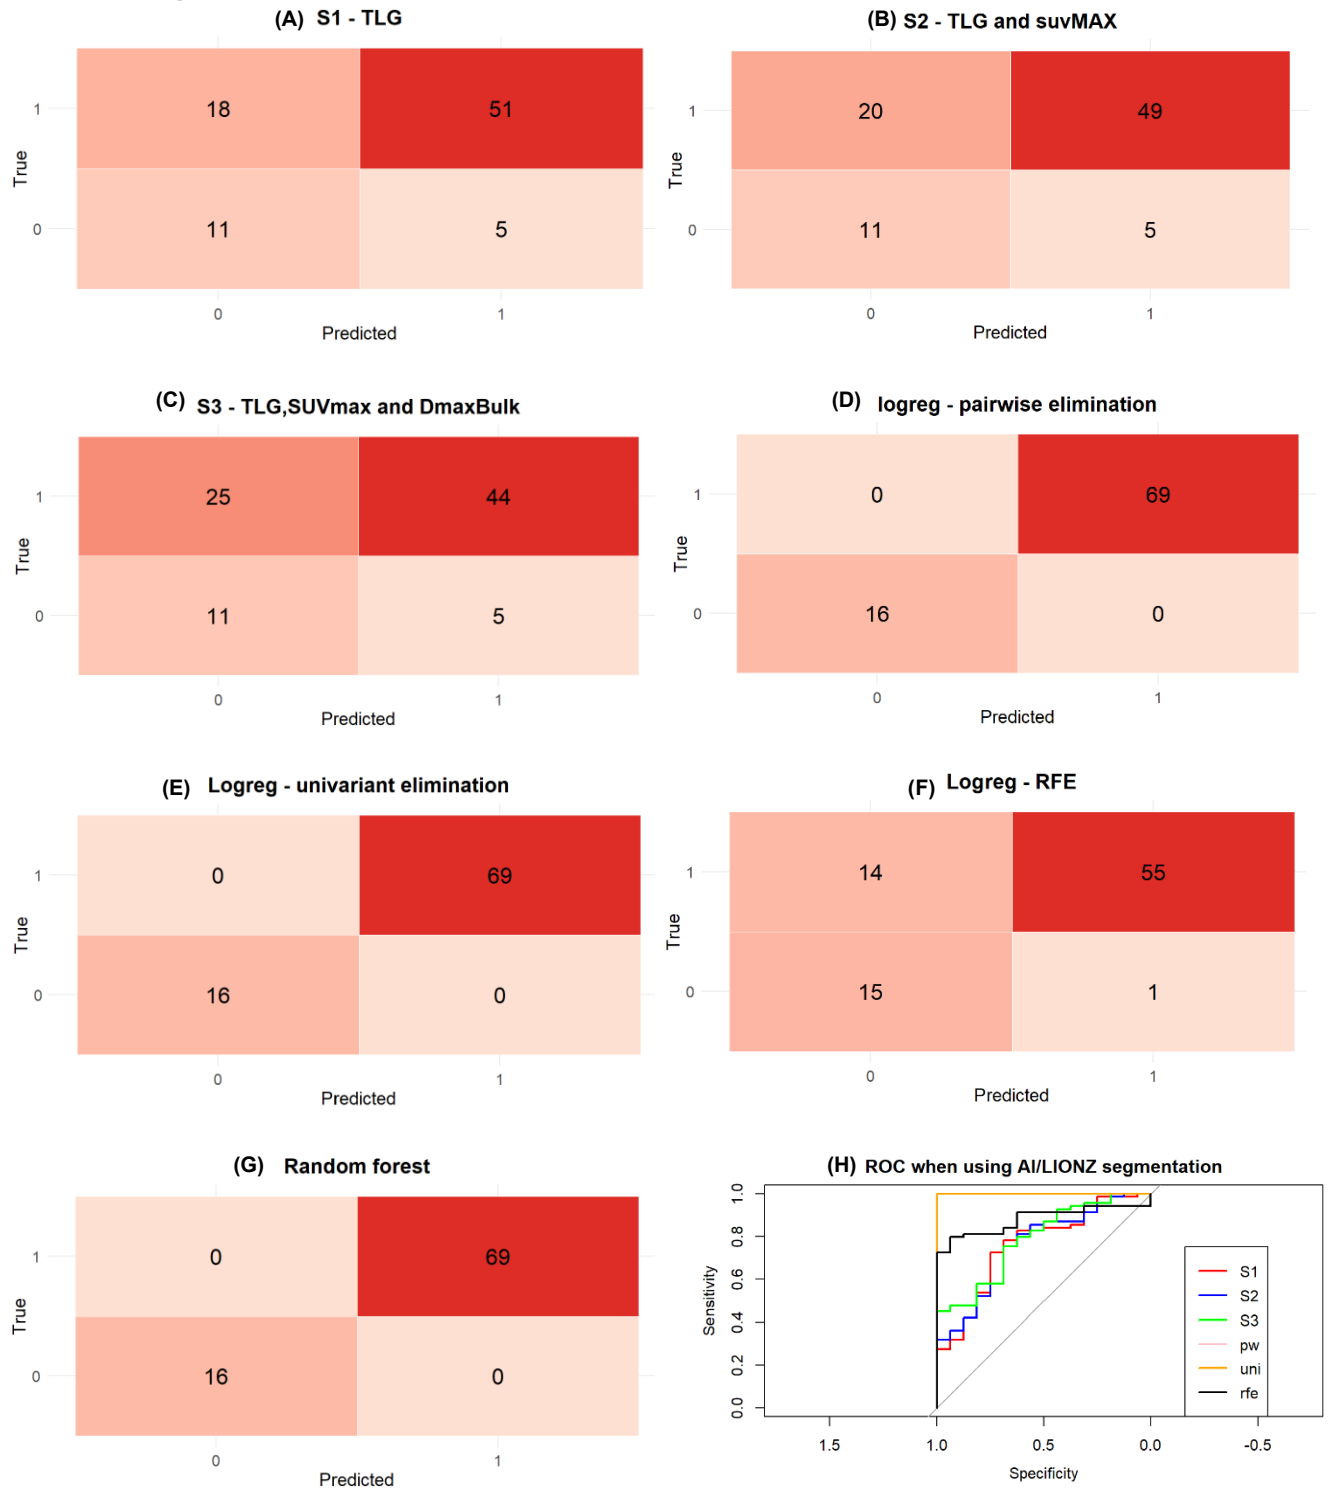 (A) S1 - TLG
1
18
51
True
0
11
5
0
1
Predicted
(B) S2 - TLG and suvMAX
1
20
49
True
0
11
5
0
1
Predicted
(C) S3 - TLG,SUVmax and DmaxBulk
1
25
44
True
0
11
5
0
1
Predicted
(D) logreg - pairwise elimination
1
0
69
True
0
16
0
0
1
Predicted
(E) Logreg - univariant elimination
1
0
69
True
0
16
0
0
1
Predicted
(F) Logreg - RFE
1
14
55
True
0
15
1
0
1
Predicted
(G) Random forest
1
0
69
True
0
16
0
0
1
Predicted
(H) ROC when using AI/LIONZ segmentation
1.0
0.8
0.6
0.4
0.2
0.0
Sensitivity
S1
S2
S3
pw
uni
rfe
1.5
1.0
0.5
0.0
-0.5
Specificity